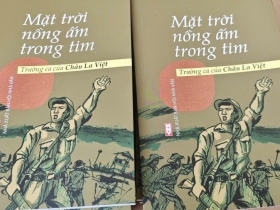 Mặt trời
nồng ấm
trong tim
Trường ca của Châu La Việt
Mặt trời
nồng ấm
trong tim
Trường ca của Châu La Việt